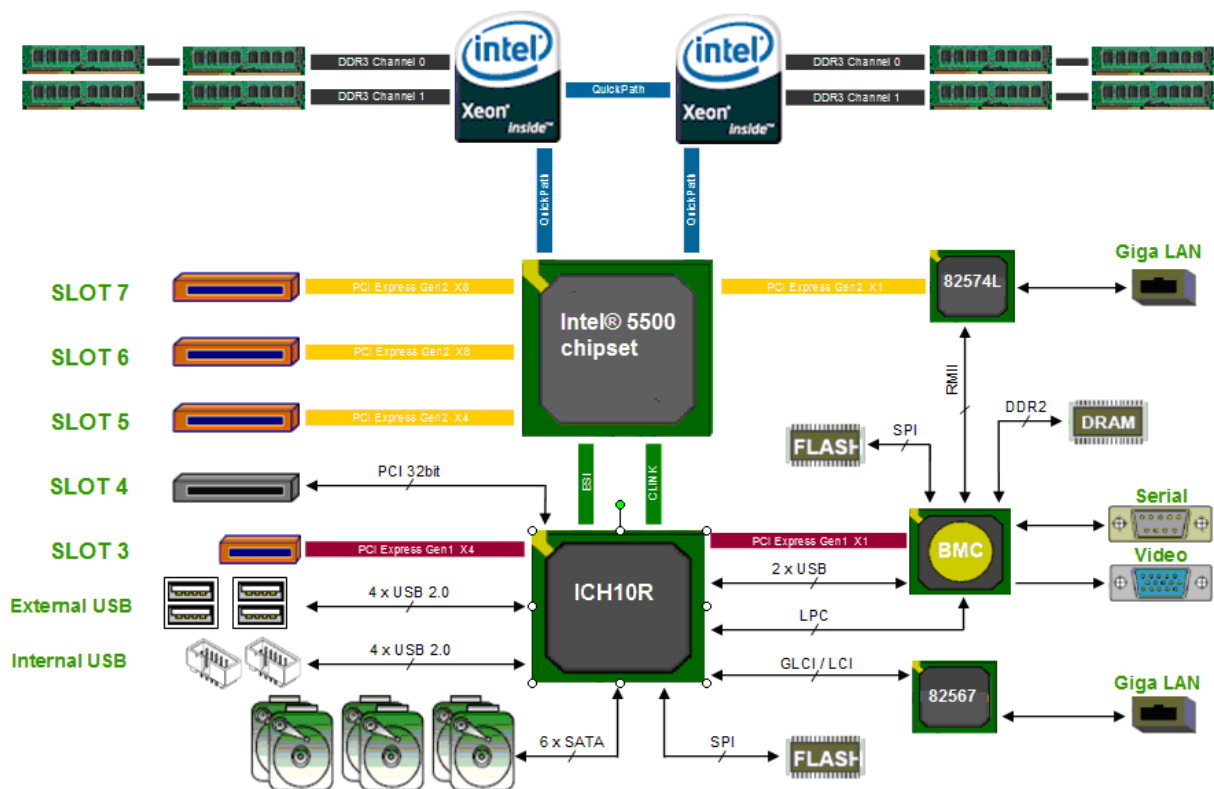 intel
Xeon®
inside™
intel
Xeon®
inside™
DDR3 Channel 0
DDR3 Channel 1
QuickPath
DDR3 Channel 0
DDR3 Channel 1
QuickPath
QuickPath
SLOT 7
PCI Express Gen2 X8
PCI Express Gen2 X1
82574L
Giga LAN
Intel® 5500
chipset
SLOT 6
PCI Express Gen2 X8
SLOT 5
PCI Express Gen2 X4
RMII
DDR2
DRAM
FLASH
SPI
SLOT 4
PCI 32bit
ESI
CLINK
Serial
SLOT 3
PCI Express Gen1 X4
PCI Express Gen1 X1
BMC
Video
ICH10R
2 x USB
External USB
4 x USB 2.0
LPC
Internal USB
4 x USB 2.0
GLCI / LCI
82567
Giga LAN
6 x SATA
SPI
FLASH